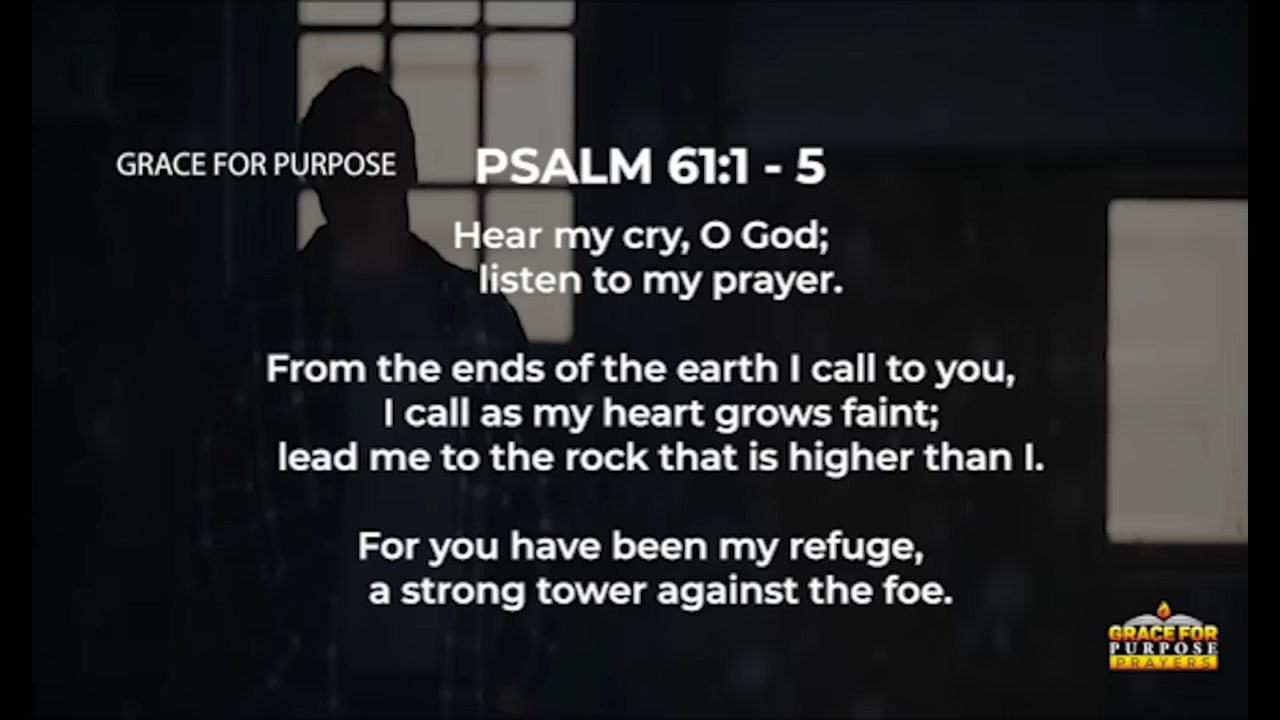 GRACE FOR PURPOSE
PSALM 61:1 - 5
Hear my cry, O God;
listen to my prayer.
From the ends of the earth I call to you,
I call as my heart grows faint;
lead me to the rock that is higher than I.
For you have been my refuge,
a strong tower against the foe.
GRACE FOR
PURPOSE
PRAYERS